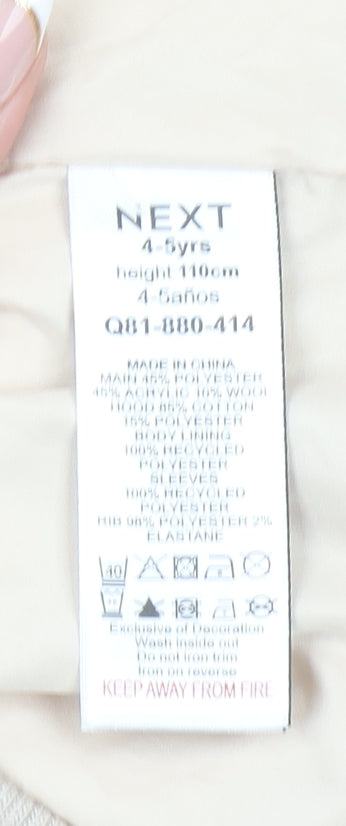 NEXT
4-5yrs
height 110cm
4-5años
Q81-880-414
MADE IN CHINA
MAIN 45% POLYESTER
45% ACRYLIC 10% WOOL
HOOD 85% COTTON
15% POLYESTER
BODY LINING
100% RECYCLED
POLYESTER
SLEEVES
100% RECYCLED
POLYESTER
RIB 98% POLYESTER 2%
ELASTANE
40
Exclusive of Decoration
Wash inside out
Do not iron trim
Iron on reverse
KEEP AWAY FROM FIRE